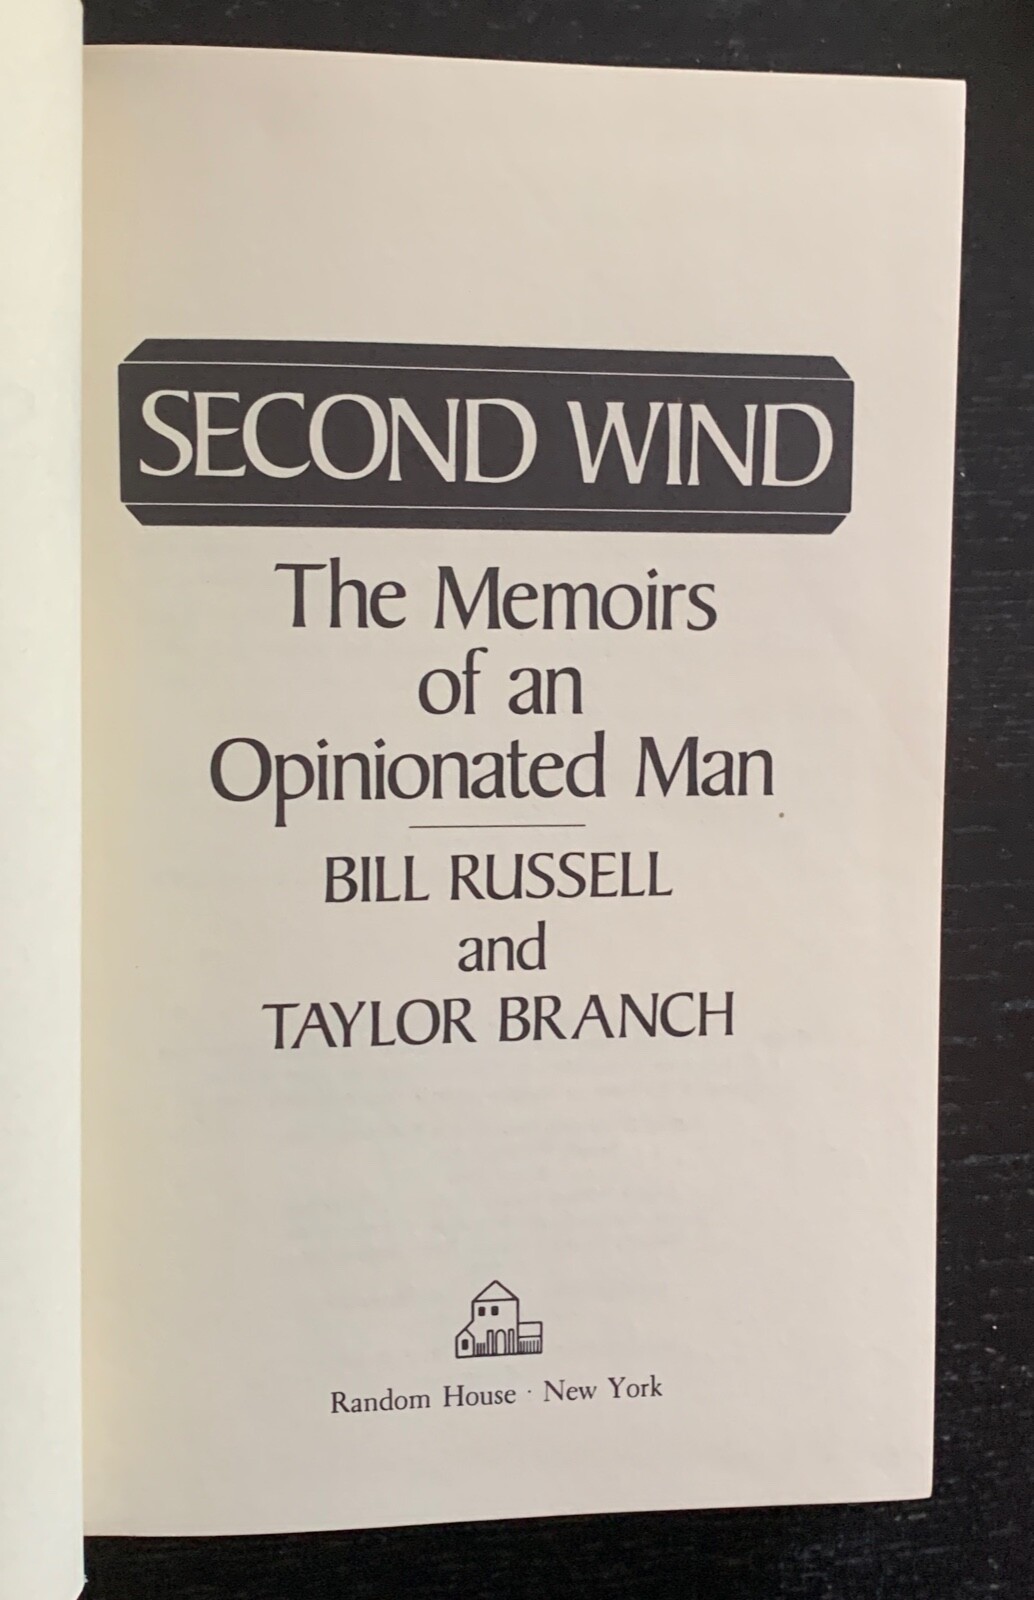 SECOND WIND
The Memoirs
of an
Opinionated Man
BILL RUSSELL
and
TAYLOR BRANCH
Random House · New York